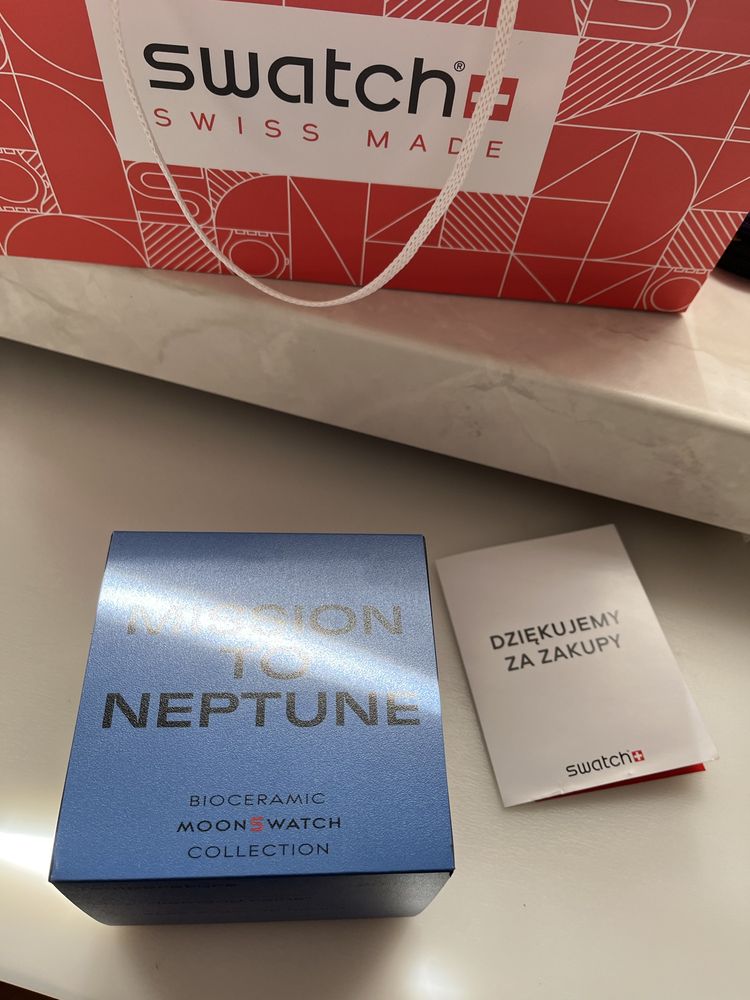 swatch®
SWISS MADE
MISSION
TO
NEPTUNE
BIOCERAMIC
MOONSWATCH
COLLECTION
DZIĘKUJEMY
ZA ZAKUPY
swatch